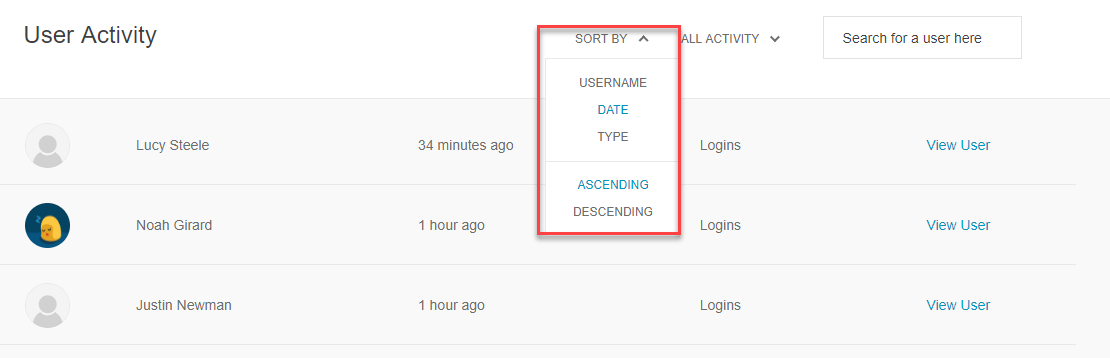 User Activity
SORT BY
ALL ACTIVITY
Search for a user here
USERNAME
DATE
TYPE
ASCENDING
DESCENDING
Lucy Steele 34 minutes ago Logins View User
Noah Girard 1 hour ago Logins View User
Justin Newman 1 hour ago Logins View User